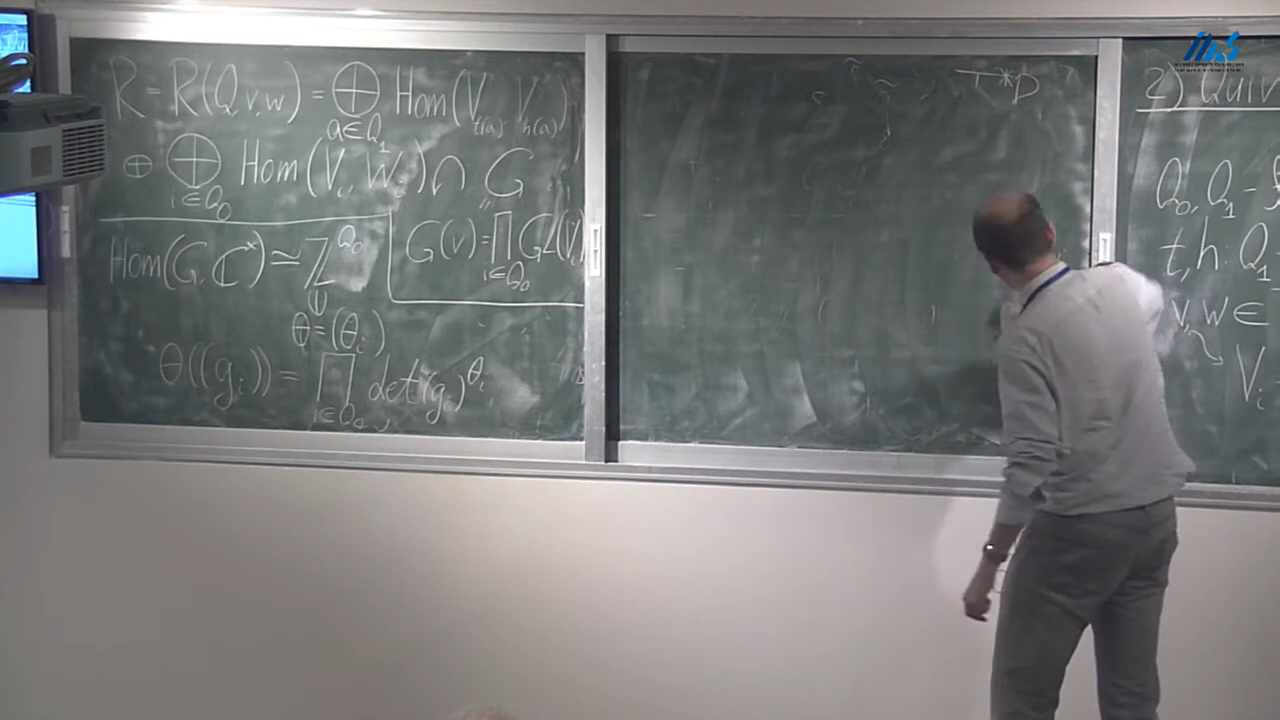 R = R(Q, v, w) = ⊕_{a∈Q_1} Hom(V_{t(a)}, V_{h(a)})
⊕ ⊕_{i∈Q_0} Hom(V_i, W_i) ↶ G
G(v) = ∏_{i∈Q_0} GL(V_i)
Hom(G, ℂ^×) ≃ ℤ^{Q_0}
θ = (θ_i)
θ((g_i)) = ∏_{i∈Q_0} det(g_i)^{θ_i}
T*P
2) Quiv
Q_0, Q_1 -
t, h: Q_1
v, w ∈
V_i